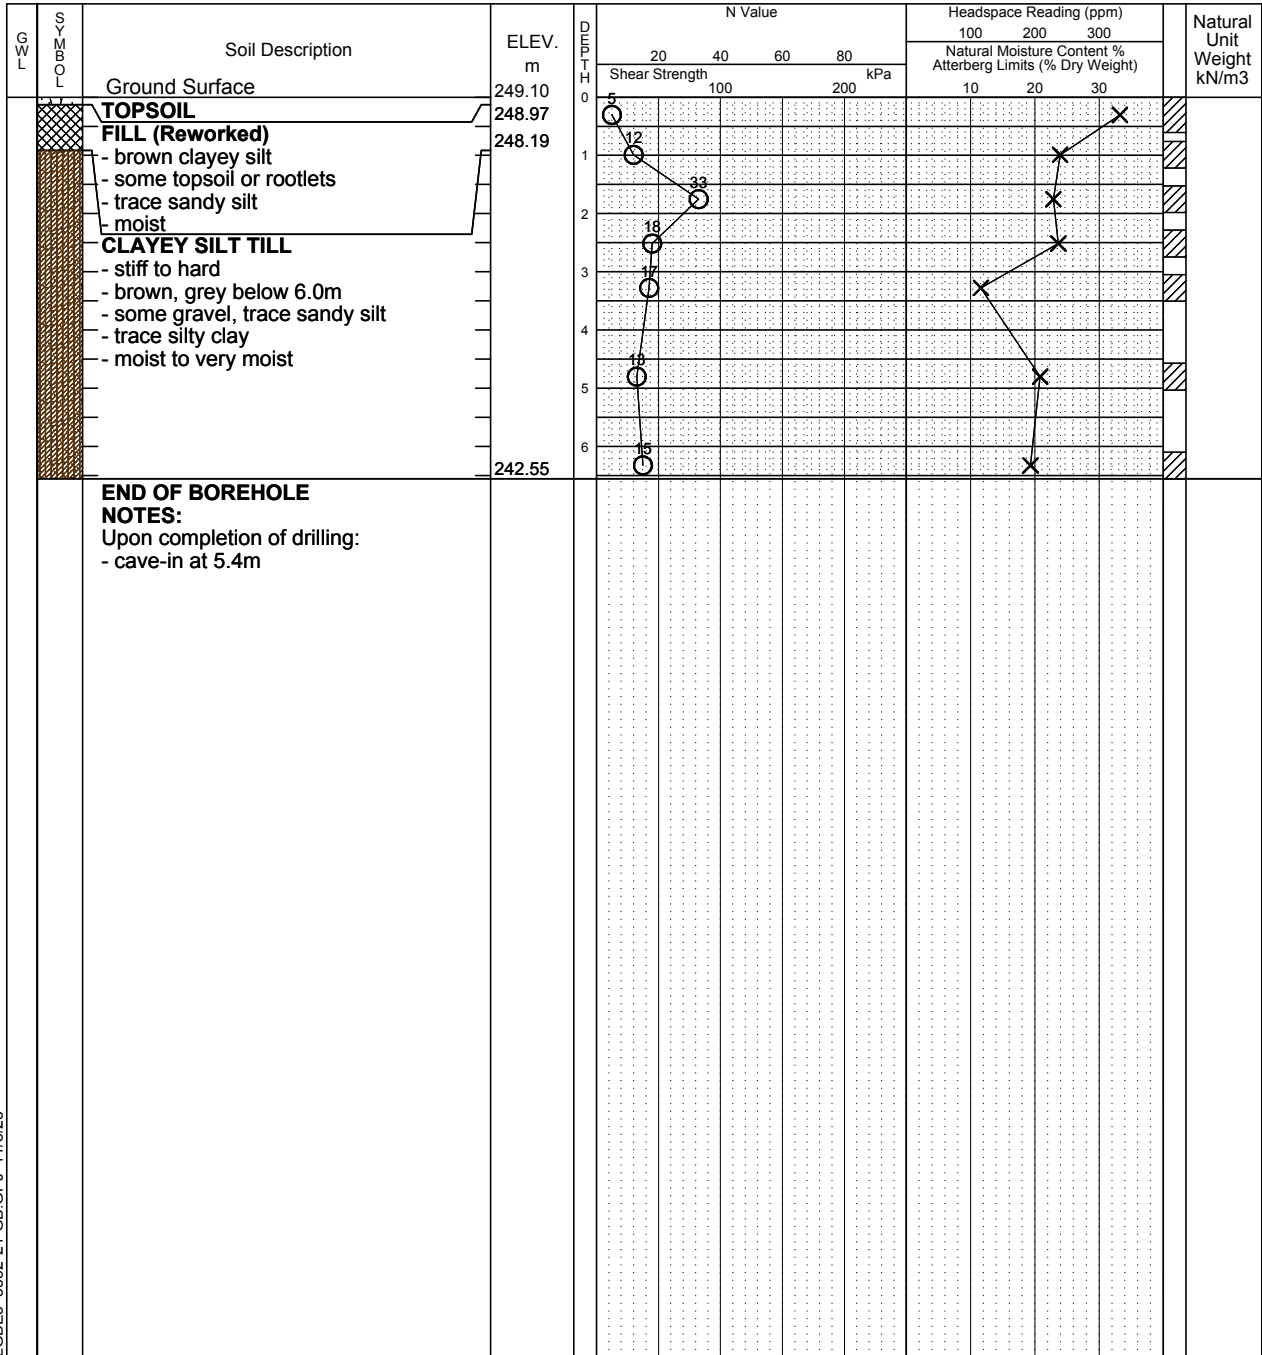 GWL
SYMBOL
Soil Description
Ground Surface
ELEV.
m
249.10
DEPTH
N Value
20 40 60 80
Shear Strength kPa
100 200
Headspace Reading (ppm)
100 200 300
Natural Moisture Content %
Atterberg Limits (% Dry Weight)
10 20 30
Natural
Unit
Weight
kN/m3
0
TOPSOIL
248.97
5
FILL (Reworked)
248.19
12
- brown clayey silt
1
- some topsoil or rootlets
33
- trace sandy silt
2
- moist
18
CLAYEY SILT TILL
- stiff to hard
3
17
- brown, grey below 6.0m
- some gravel, trace sandy silt
4
- trace silty clay
- moist to very moist
13
5
6
15
242.55
END OF BOREHOLE
NOTES:
Upon completion of drilling:
- cave-in at 5.4m